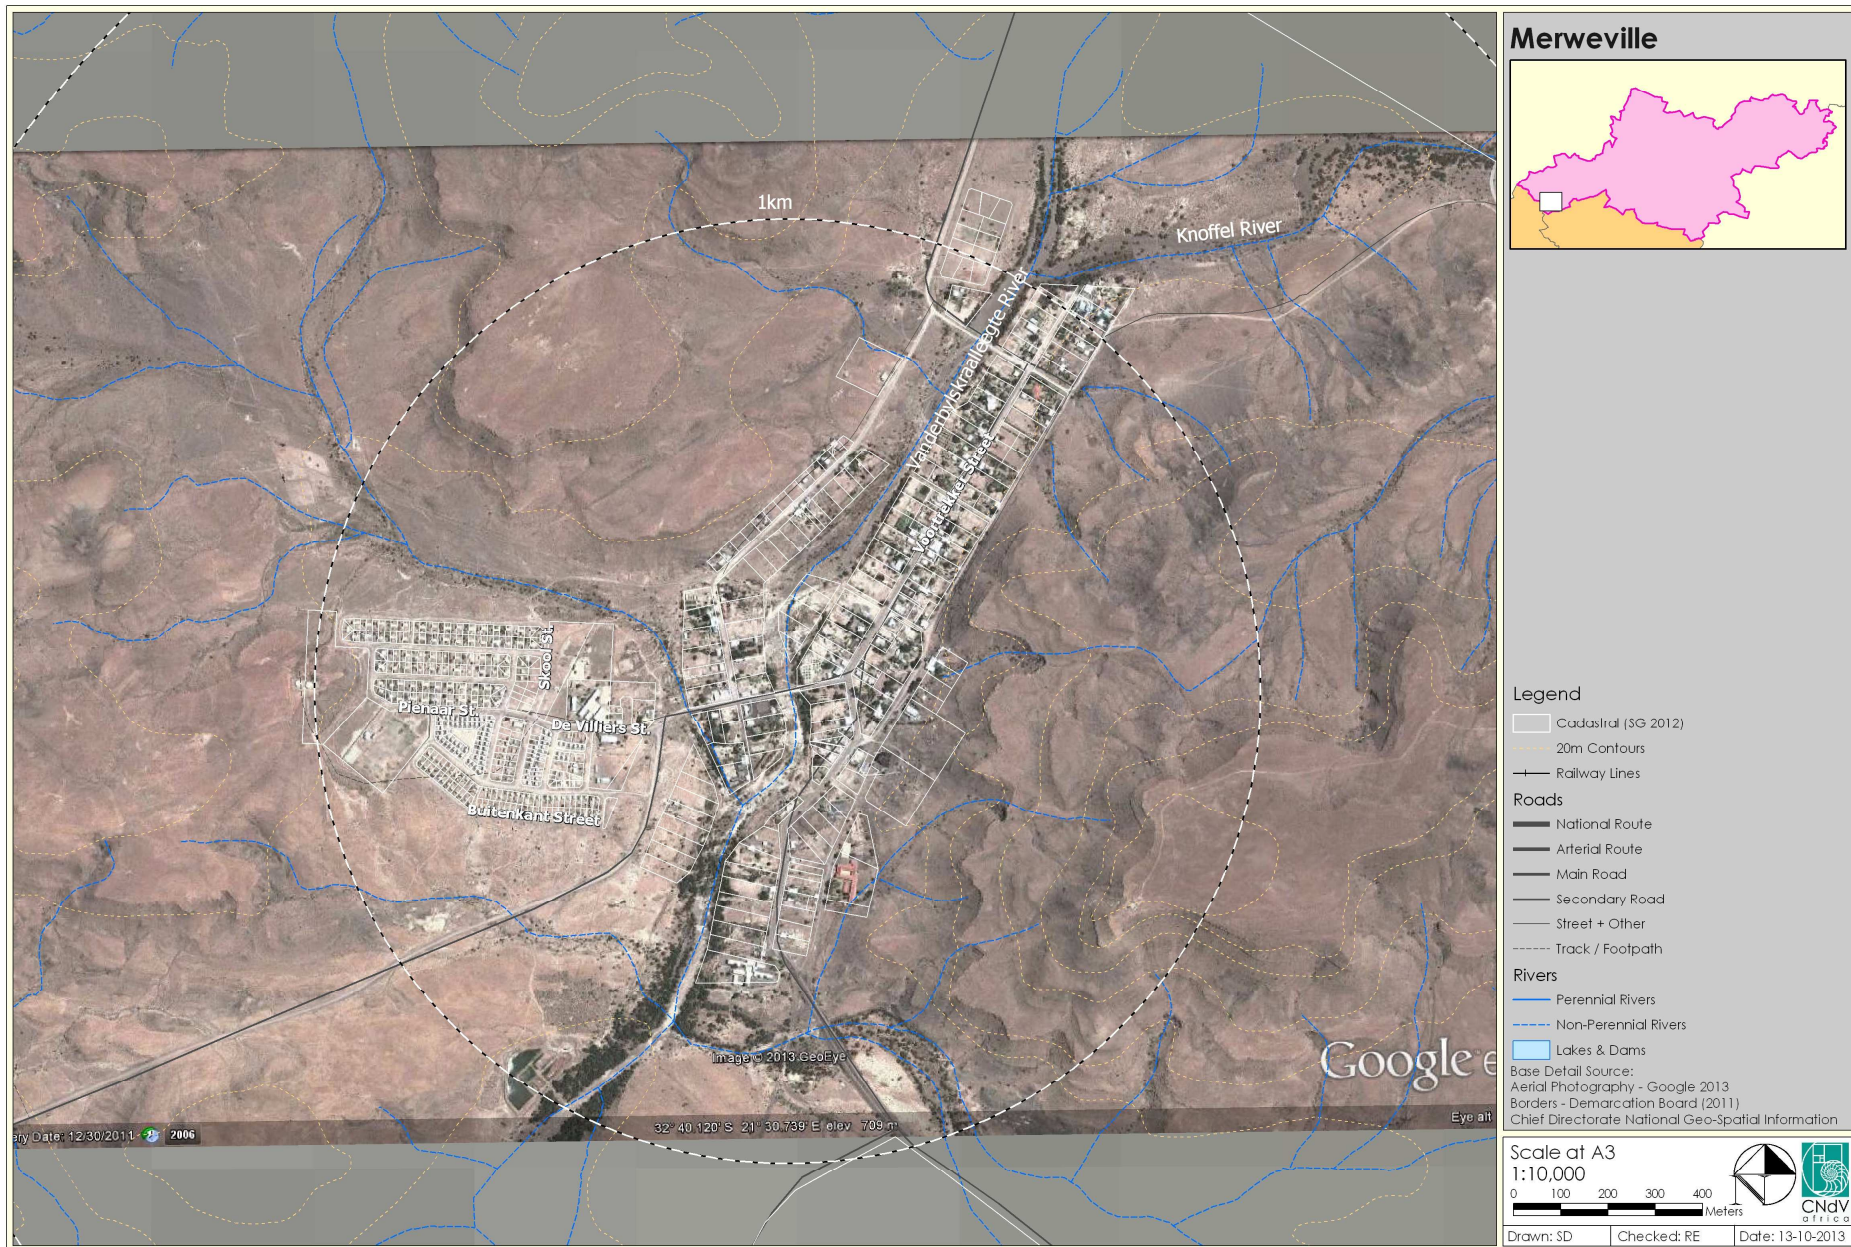 Merweville
1km
Knoffel River
Vanderbylskraalleegte River
Voortrekker Street
Skool St.
Pienaar St.
De Villiers St.
Buitenkant Street
Image © 2013 GeoEye
Google e
ery Date: 12/30/2011
2006
32° 40.120' S 21° 30.739' E elev 709 m
Eye alt
Legend
Cadastral (SG 2012)
20m Contours
Railway Lines
Roads
National Route
Arterial Route
Main Road
Secondary Road
Street + Other
Track / Footpath
Rivers
Perennial Rivers
Non-Perennial Rivers
Lakes & Dams
Base Detail Source:
Aerial Photography - Google 2013
Borders - Demarcation Board (2011)
Chief Directorate National Geo-Spatial Information
Scale at A3
1:10,000
0 100 200 300 400
Meters
CNdV
africa
Drawn: SD Checked: RE Date: 13-10-2013